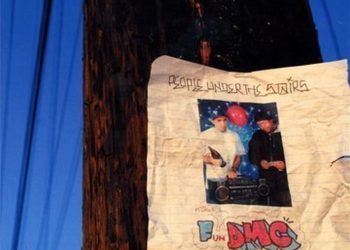 PEOPLE UNDER THE STAIRS
FUN DMC